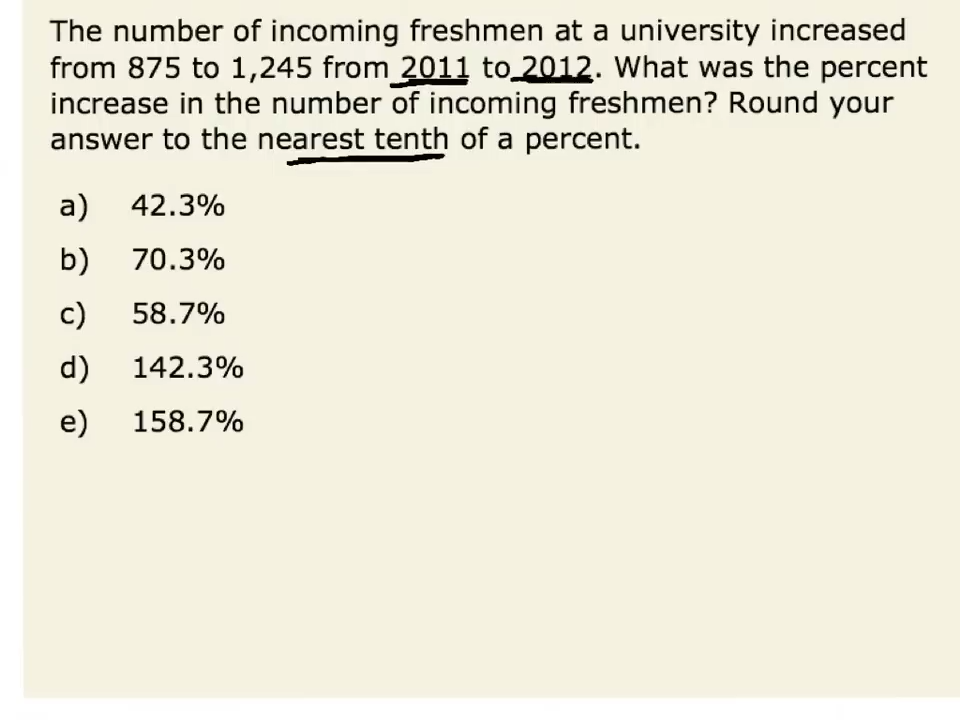 The number of incoming freshmen at a university increased
from 875 to 1,245 from 2011 to 2012. What was the percent
increase in the number of incoming freshmen? Round your
answer to the nearest tenth of a percent.
a) 42.3%
b) 70.3%
c) 58.7%
d) 142.3%
e) 158.7%